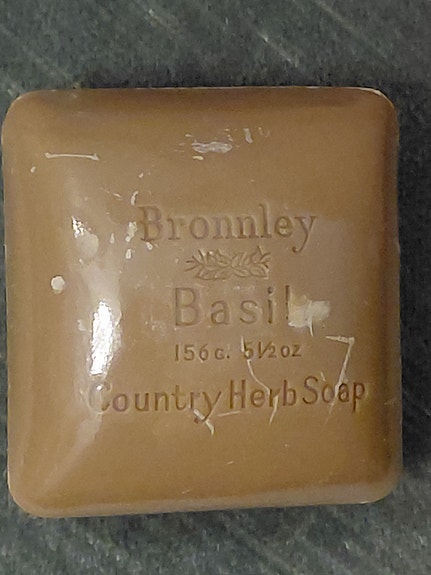 Bronnley
Basil
156G. 5½oz
Country Herb Soap